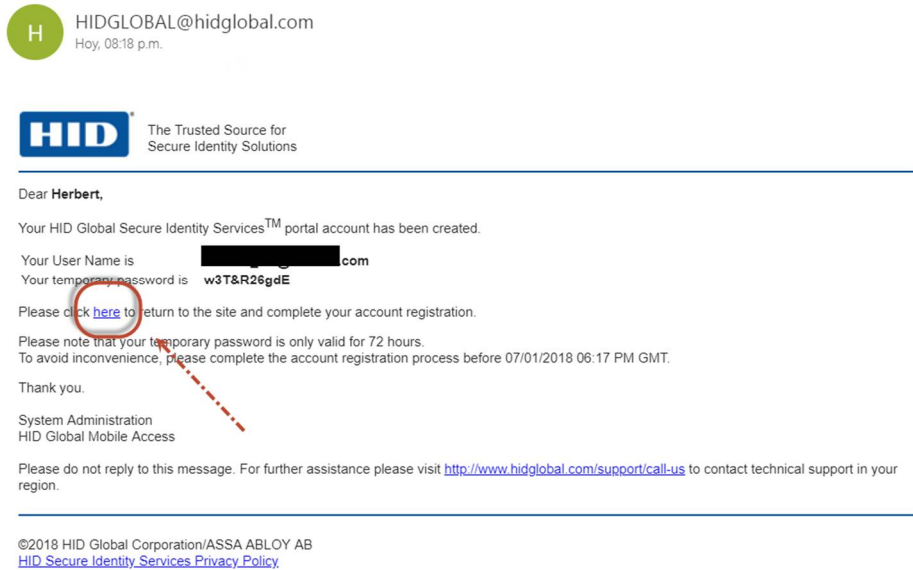 H
HIDGLOBAL@hidglobal.com
Hoy, 08:18 p.m.
HID
The Trusted Source for
Secure Identity Solutions
Dear Herbert,
Your HID Global Secure Identity Services™ portal account has been created.
Your User Name is .com
Your temporary password is w3T&R26gdE
Please click here to return to the site and complete your account registration.
Please note that your temporary password is only valid for 72 hours.
To avoid inconvenience, please complete the account registration process before 07/01/2018 06:17 PM GMT.
Thank you.
System Administration
HID Global Mobile Access
Please do not reply to this message. For further assistance please visit http://www.hidglobal.com/support/call-us to contact technical support in your
region.
©2018 HID Global Corporation/ASSA ABLOY AB
HID Secure Identity Services Privacy Policy